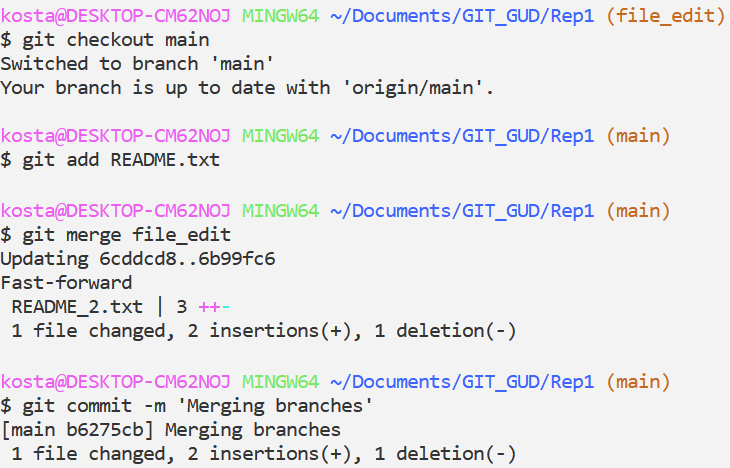 kosta@DESKTOP-CM62NOJ MINGW64 ~/Documents/GIT_GUD/Rep1 (file_edit)
$ git checkout main
Switched to branch 'main'
Your branch is up to date with 'origin/main'.
kosta@DESKTOP-CM62NOJ MINGW64 ~/Documents/GIT_GUD/Rep1 (main)
$ git add README.txt
kosta@DESKTOP-CM62NOJ MINGW64 ~/Documents/GIT_GUD/Rep1 (main)
$ git merge file_edit
Updating 6cddcd8..6b99fc6
Fast-forward
 README_2.txt | 3 ++-
 1 file changed, 2 insertions(+), 1 deletion(-)
kosta@DESKTOP-CM62NOJ MINGW64 ~/Documents/GIT_GUD/Rep1 (main)
$ git commit -m 'Merging branches'
[main b6275cb] Merging branches
 1 file changed, 2 insertions(+), 1 deletion(-)